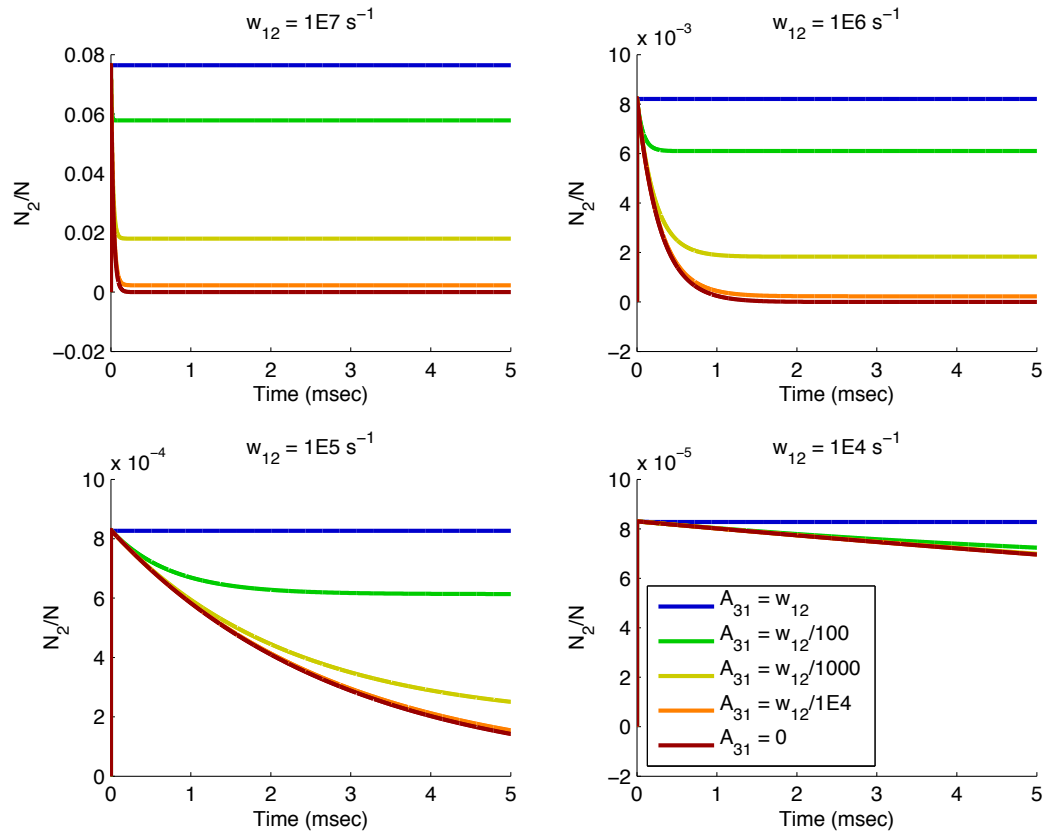 w₁₂ = 1E7 s⁻¹
0.08
0.06
0.04
0.02
0
−0.02
N₂/N
0 1 2 3 4 5
Time (msec)
w₁₂ = 1E6 s⁻¹
x 10⁻³
10
8
6
4
2
0
−2
N₂/N
0 1 2 3 4 5
Time (msec)
w₁₂ = 1E5 s⁻¹
x 10⁻⁴
10
8
6
4
2
0
N₂/N
0 1 2 3 4 5
Time (msec)
w₁₂ = 1E4 s⁻¹
x 10⁻⁵
10
8
6
4
2
0
−2
N₂/N
A₃₁ = w₁₂
A₃₁ = w₁₂/100
A₃₁ = w₁₂/1000
A₃₁ = w₁₂/1E4
A₃₁ = 0
0 1 2 3 4 5
Time (msec)